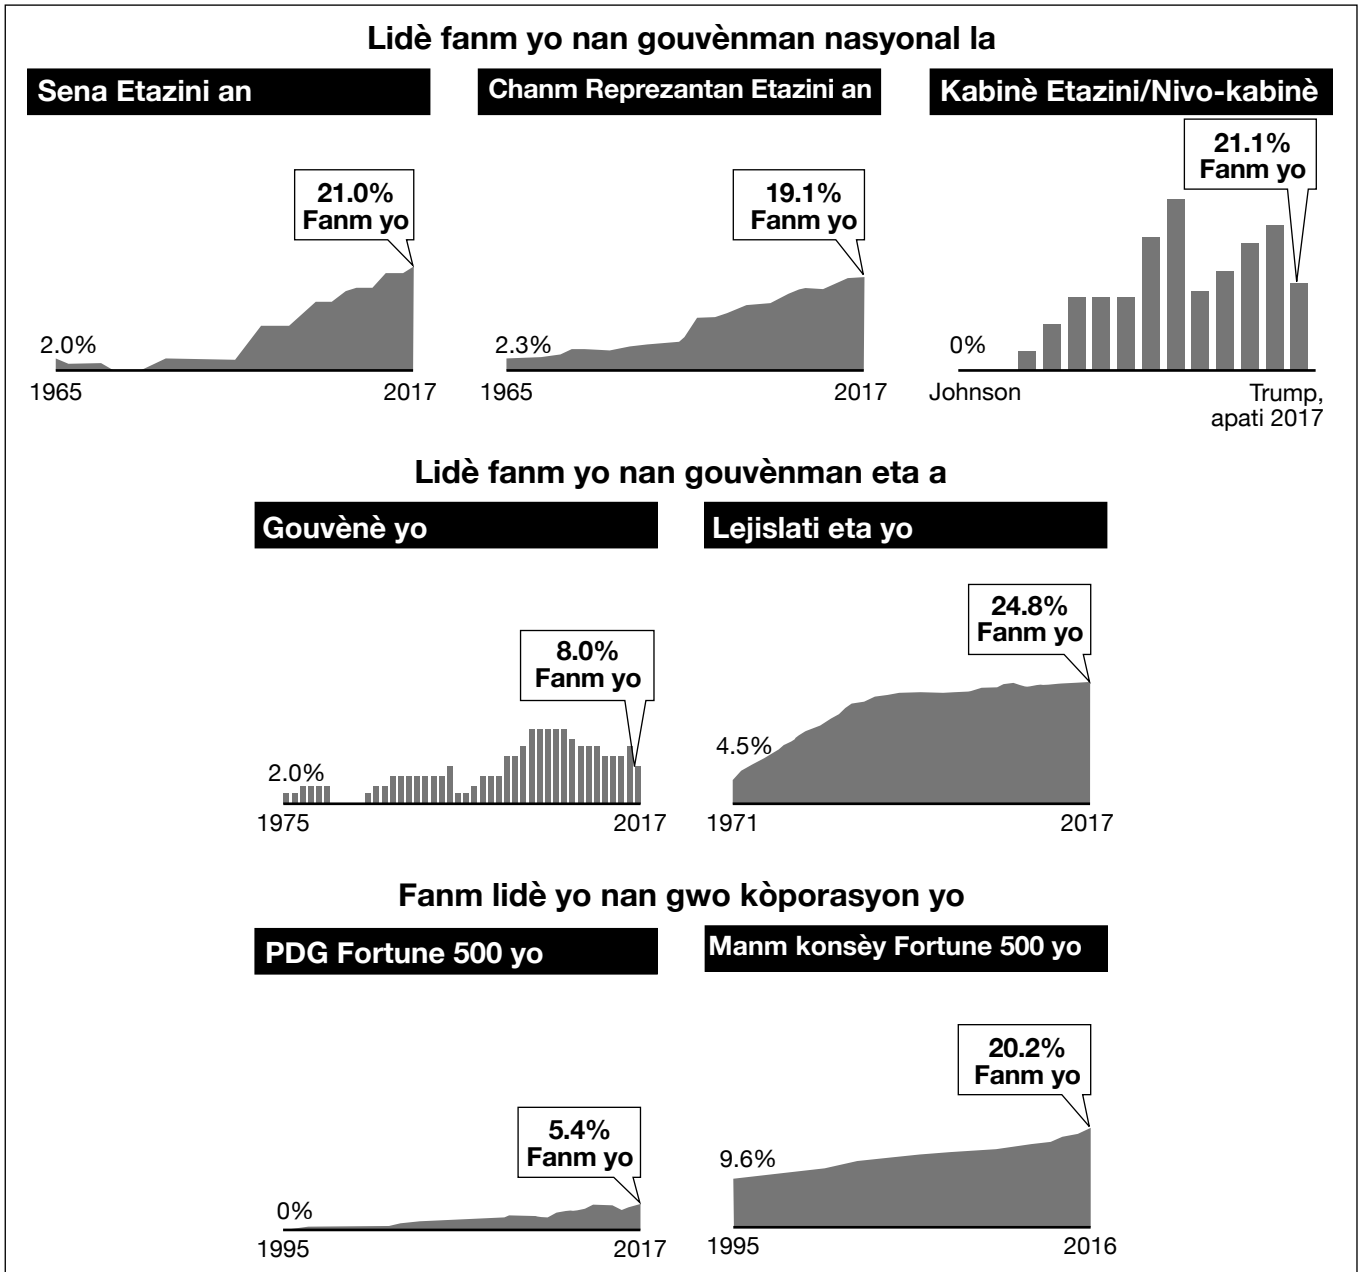 Lidè fanm yo nan gouvènman nasyonal la
Sena Etazini an
21.0%
Fanm yo
2.0%
1965
2017
Chanm Reprezantan Etazini an
19.1%
Fanm yo
2.3%
1965
2017
Kabinè Etazini/Nivo-kabinè
21.1%
Fanm yo
0%
Johnson
Trump,
apati 2017
Lidè fanm yo nan gouvènman eta a
Gouvènè yo
8.0%
Fanm yo
2.0%
1975
2017
Lejislati eta yo
24.8%
Fanm yo
4.5%
1971
2017
Fanm lidè yo nan gwo kòporasyon yo
PDG Fortune 500 yo
5.4%
Fanm yo
0%
1995
2017
Manm konsèy Fortune 500 yo
20.2%
Fanm yo
9.6%
1995
2016